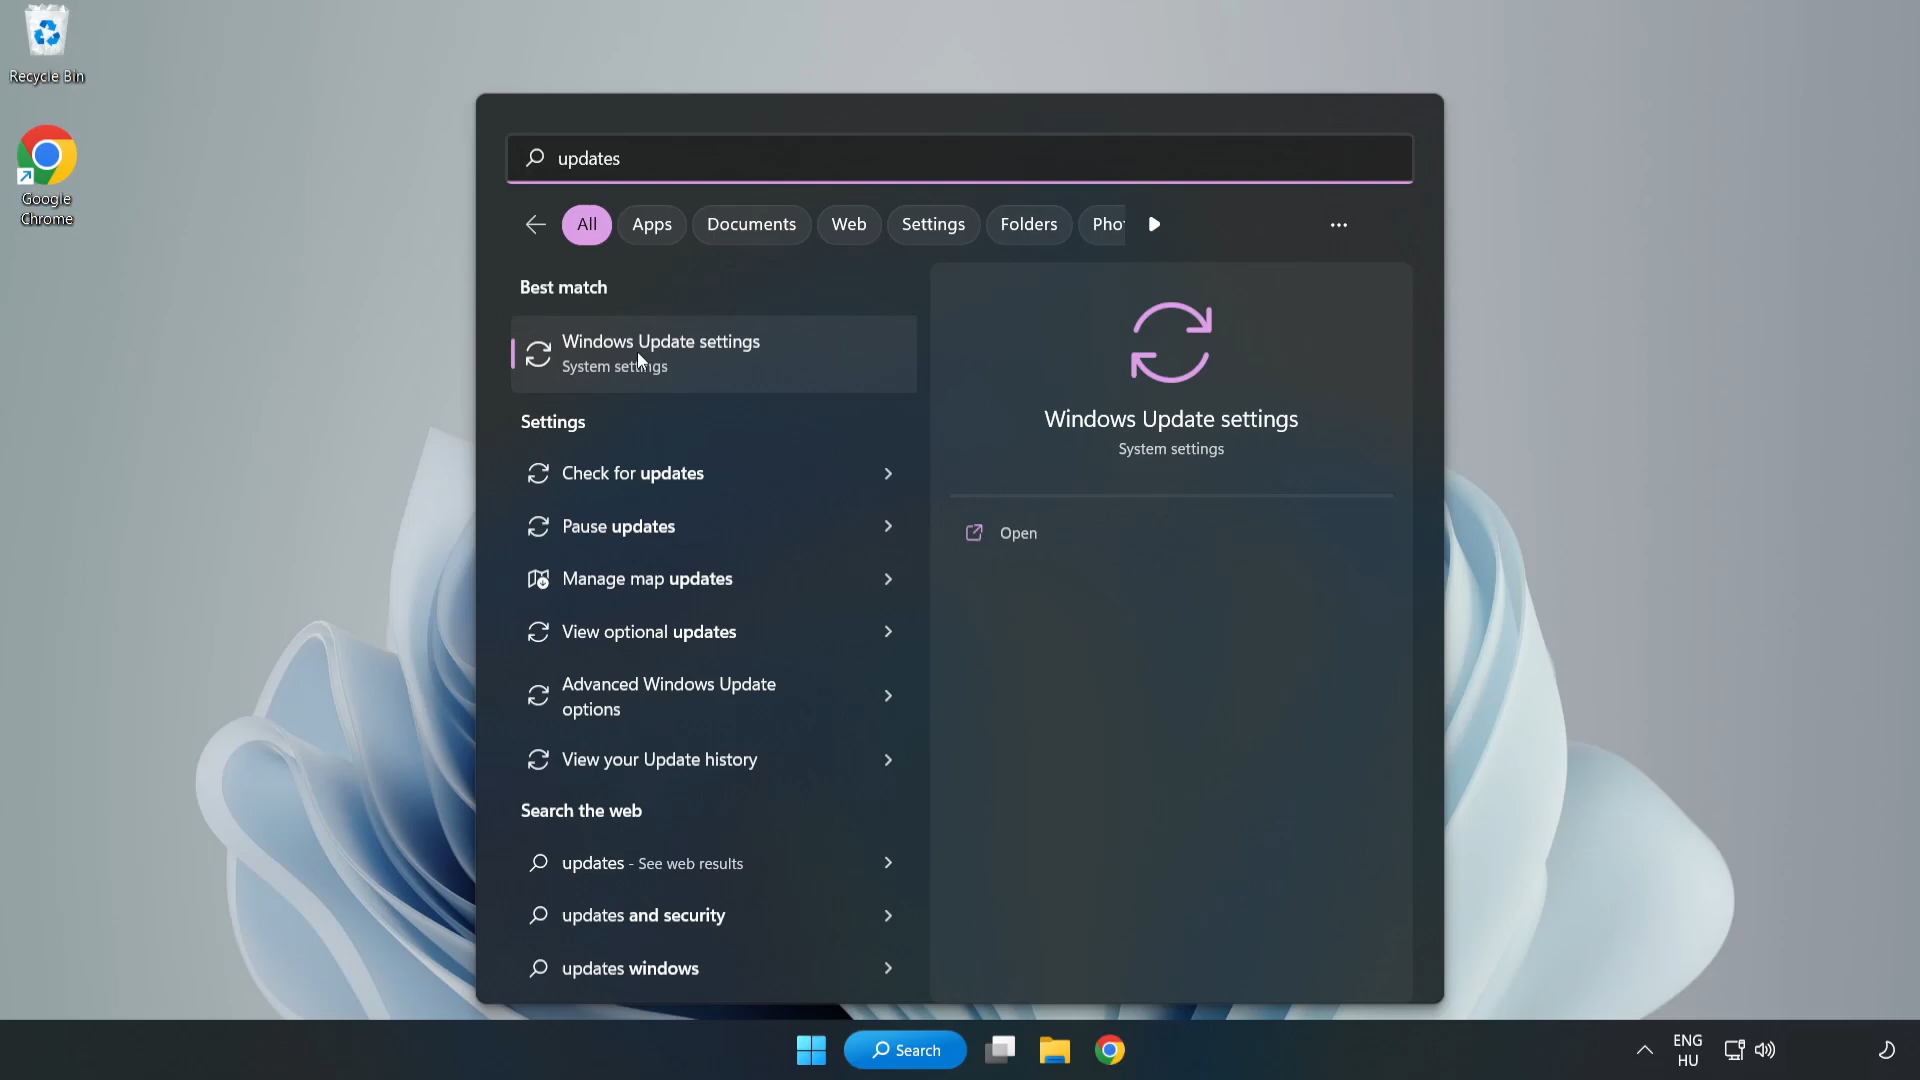 Recycle Bin
Google
Chrome
updates
All
Apps
Documents
Web
Settings
Folders
Best match
Windows Update settings
System settings
Settings
Check for updates
Pause updates
Manage map updates
View optional updates
Advanced Windows Update
options
View your Update history
Search the web
updates - See web results
updates and security
updates windows
Windows Update settings
System settings
Open
Search
ENG
HU